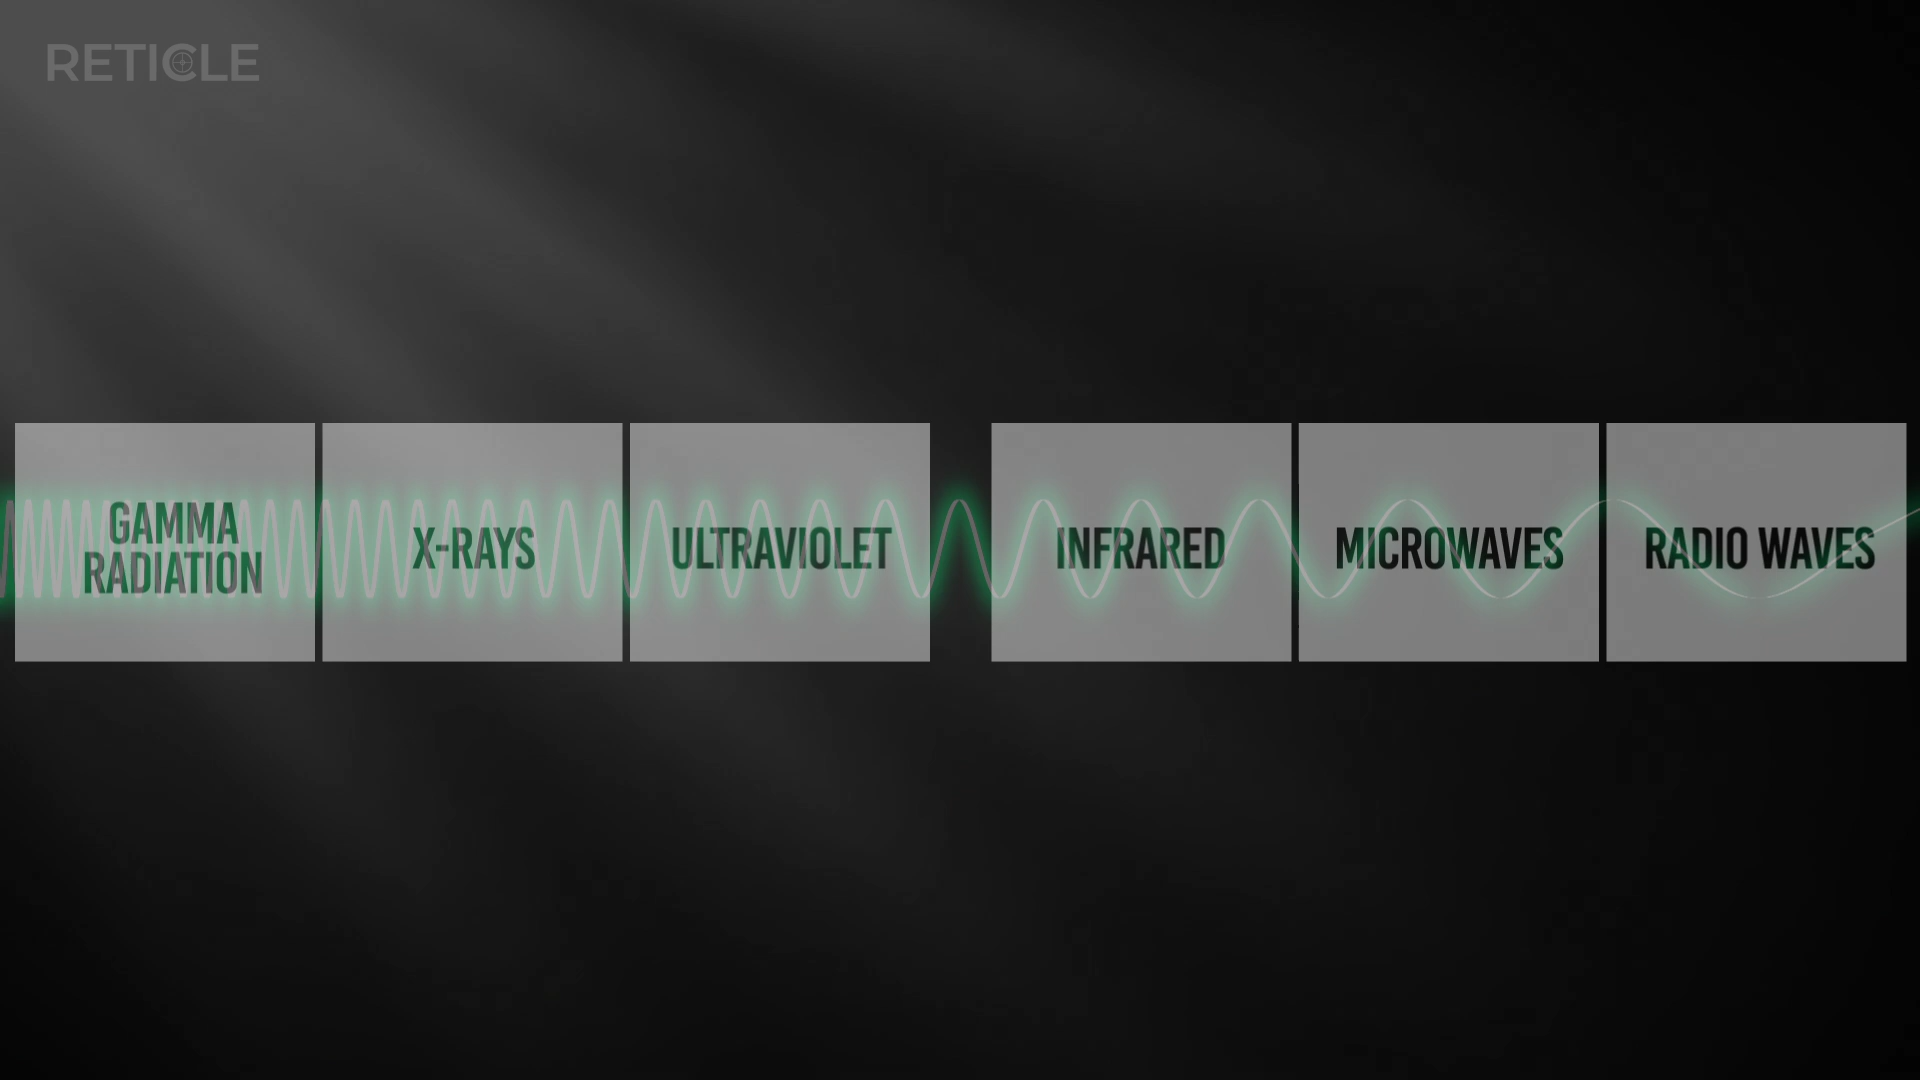 RETICLE
GAMMA
RADIATION
X-RAYS
ULTRAVIOLET
INFRARED
MICROWAVES
RADIO WAVES